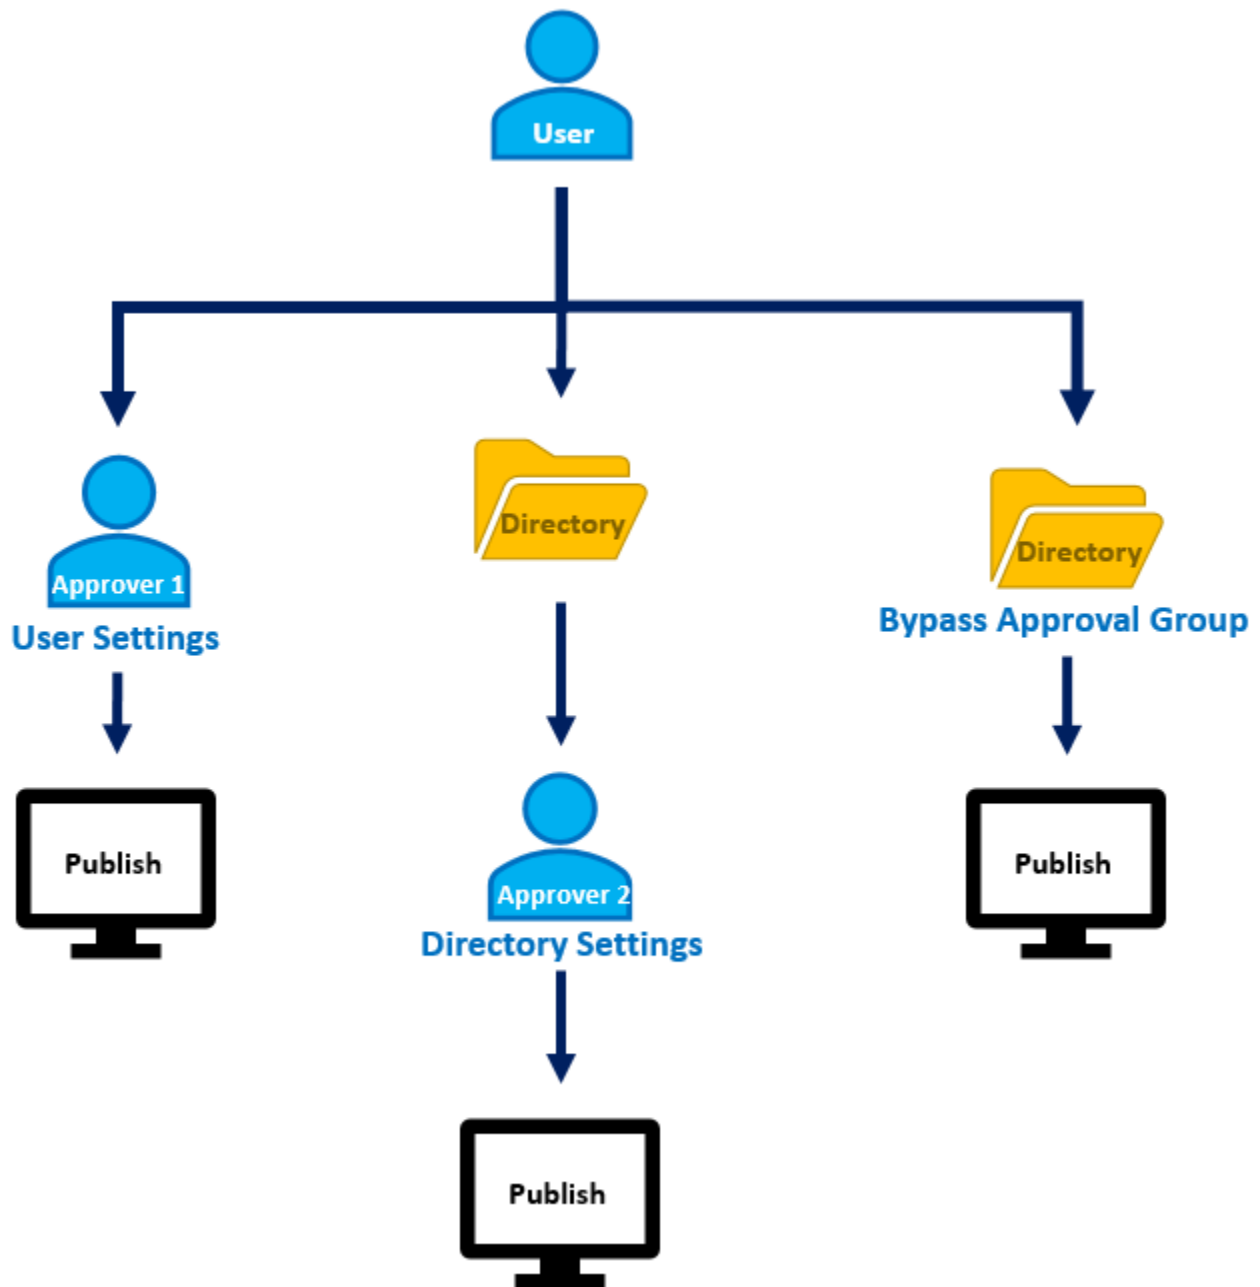 User
Approver 1
User Settings
Directory
Directory
Bypass Approval Group
Publish
Approver 2
Directory Settings
Publish
Publish